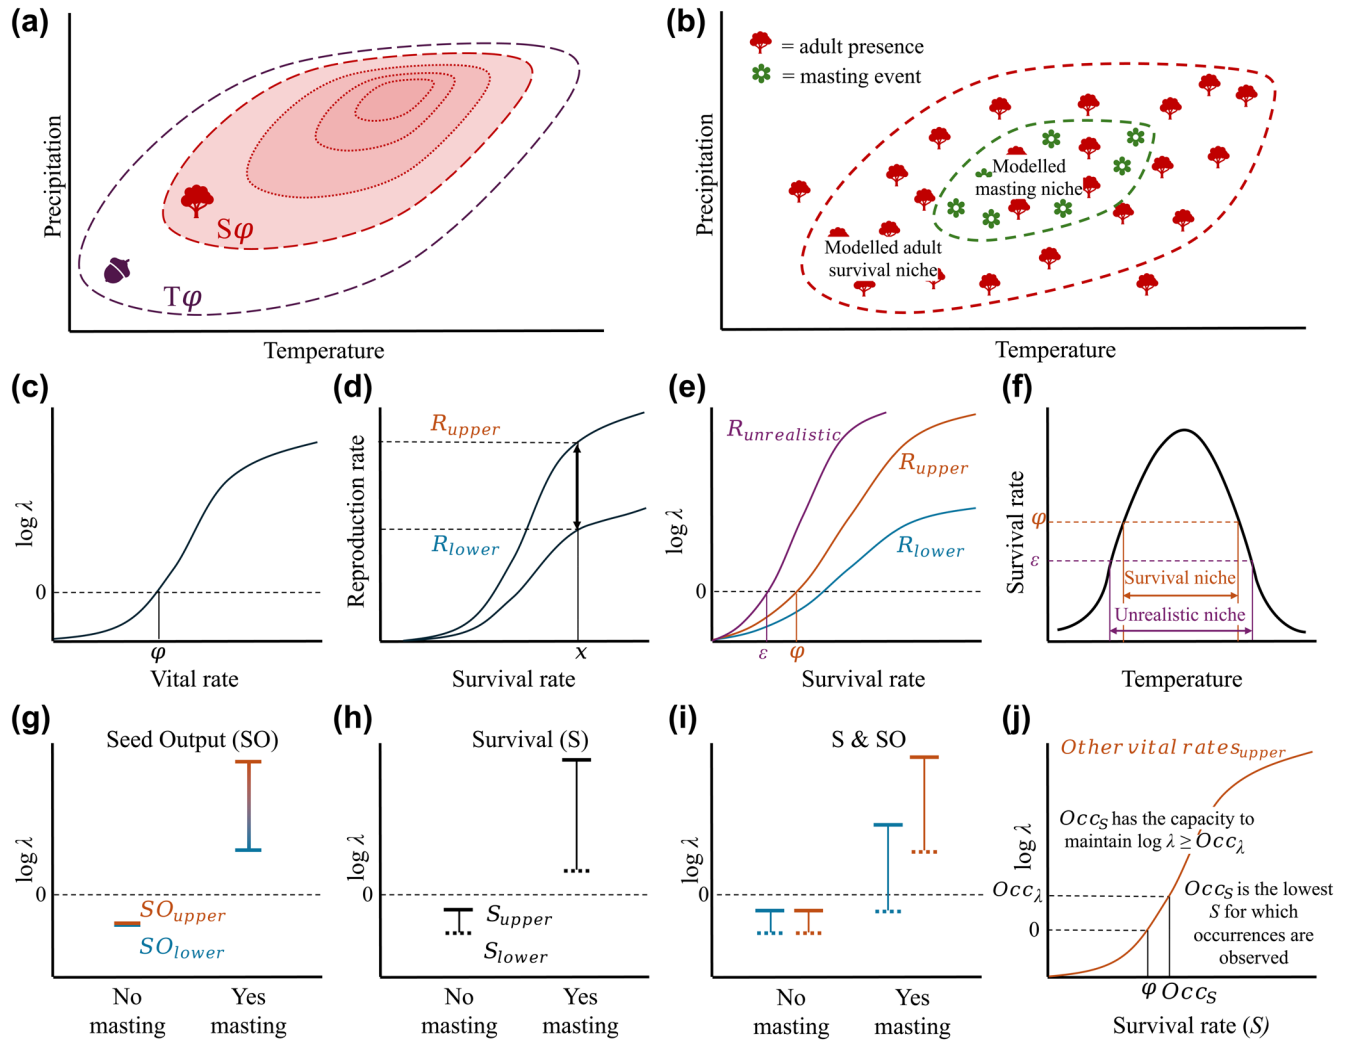 (a)
Precipitation
Sφ
Tφ
Temperature
(b)
= adult presence
= masting event
Precipitation
Modelled
masting niche
Modelled adult
survival niche
Temperature
(c)
log λ
0
φ
Vital rate
(d)
Reproduction rate
Rupper
Rlower
x
Survival rate
(e)
log λ
Runrealistic
Rupper
Rlower
0
ε
φ
Survival rate
(f)
Survival rate
φ
ε
Survival niche
Unrealistic niche
Temperature
(g)
Seed Output (SO)
log λ
0
SOupper
SOlower
No
masting
Yes
masting
(h)
Survival (S)
log λ
0
Supper
Slower
No
masting
Yes
masting
(i)
S & SO
log λ
0
No
masting
Yes
masting
(j)
Other vital ratesupper
log λ
OccS has the capacity to
maintain log λ ≥ Occλ
Occλ
OccS is the lowest
S for which
occurrences are
observed
0
φ OccS
Survival rate (S)